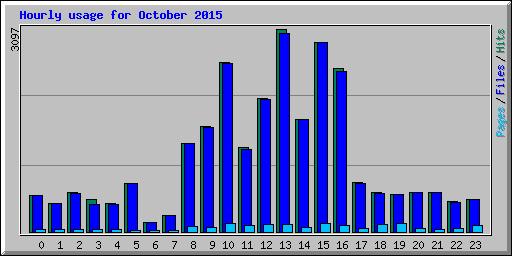 Hourly usage for October 2015
3097
Pages / Files / Hits
0 1 2 3 4 5 6 7 8 9 10 11 12 13 14 15 16 17 18 19 20 21 22 23